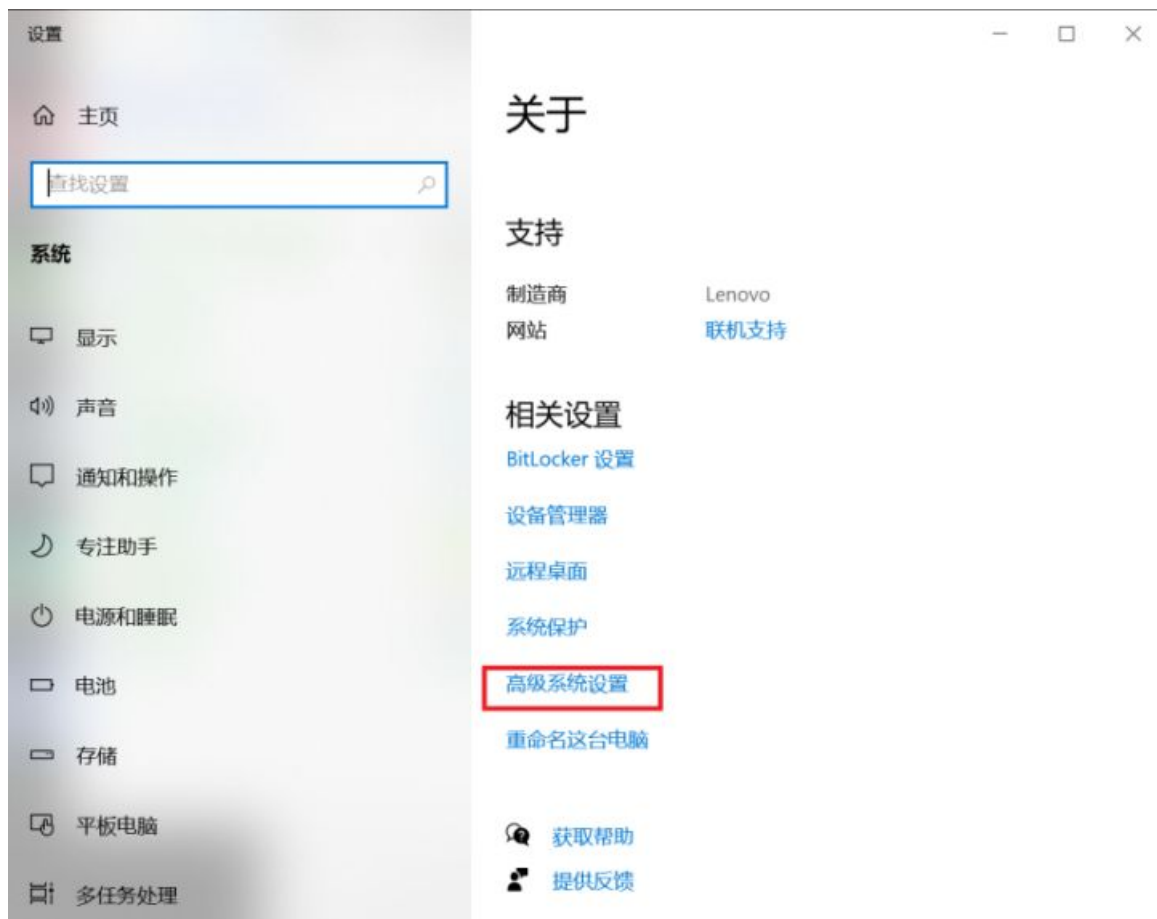 设置
主页
查找设置
系统
显示
声音
通知和操作
专注助手
电源和睡眠
电池
存储
平板电脑
多任务处理
关于
支持
制造商 Lenovo
网站 联机支持
相关设置
BitLocker 设置
设备管理器
远程桌面
系统保护
高级系统设置
重命名这台电脑
获取帮助
提供反馈